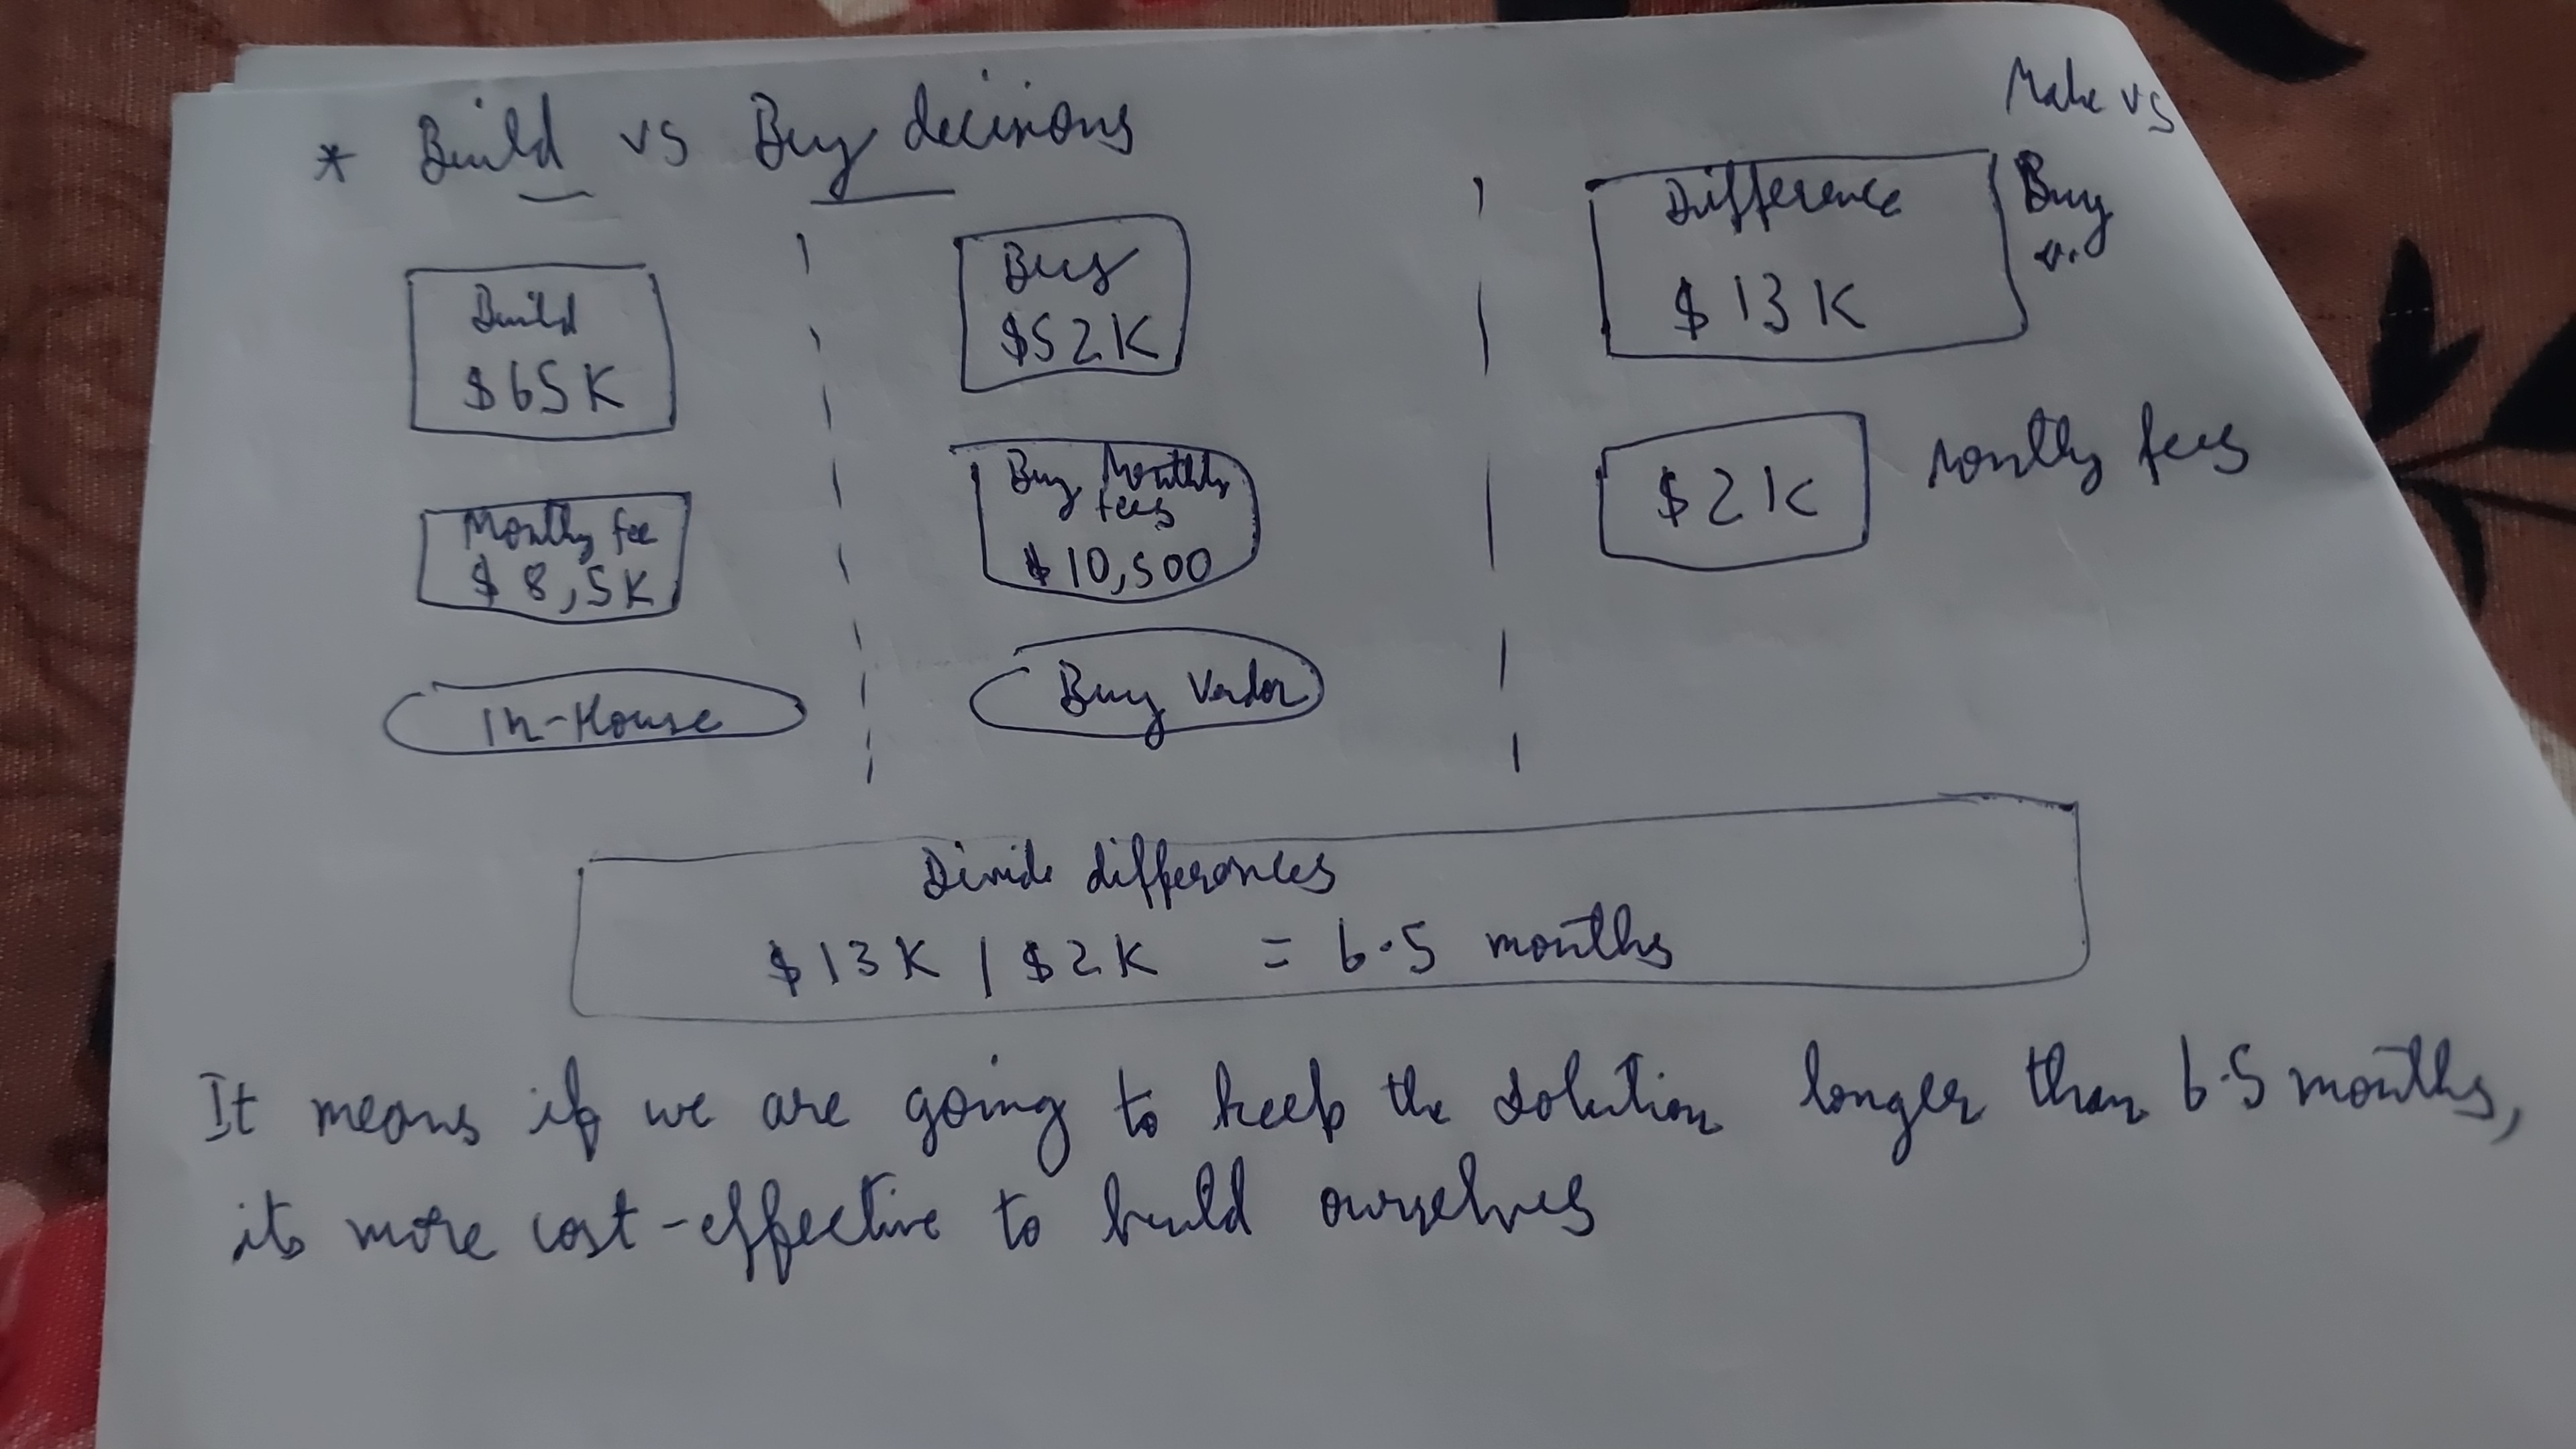 * Build vs Buy decisions
Make vs
Buy
Build
$65K
Buy
$52K
Difference
$13K
Monthly fee
$8,5K
Buy Monthly
fees
$10,500
$2K
Monthly fees
In-House
Buy Vendor
Divide differences
$13K / $2K = 6.5 months
It means if we are going to keep the solution longer than 6.5 months,
its more cost-effective to build ourselves